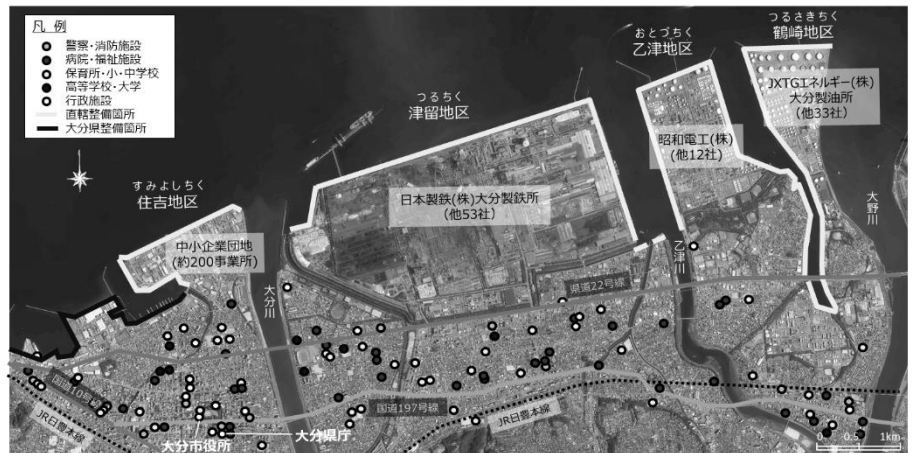 凡 例
警察・消防施設
病院・福祉施設
保育所・小・中学校
高等学校・大学
行政施設
直轄整備箇所
大分県整備箇所
すみよしちく
住吉地区
中小企業団地
(約200事業所)
つるちく
津留地区
日本製鉄(株)大分製鉄所
(他53社)
おとづちく
乙津地区
昭和電工(株)
(他12社)
つるさきちく
鶴崎地区
JXTGエネルギー(株)
大分製油所
(他33社)
大野川
乙津川
大分川
県道22号線
国道10号線
国道197号線
JR日豊本線
JR日豊本線
大分市役所
大分県庁
0 0.5 1km